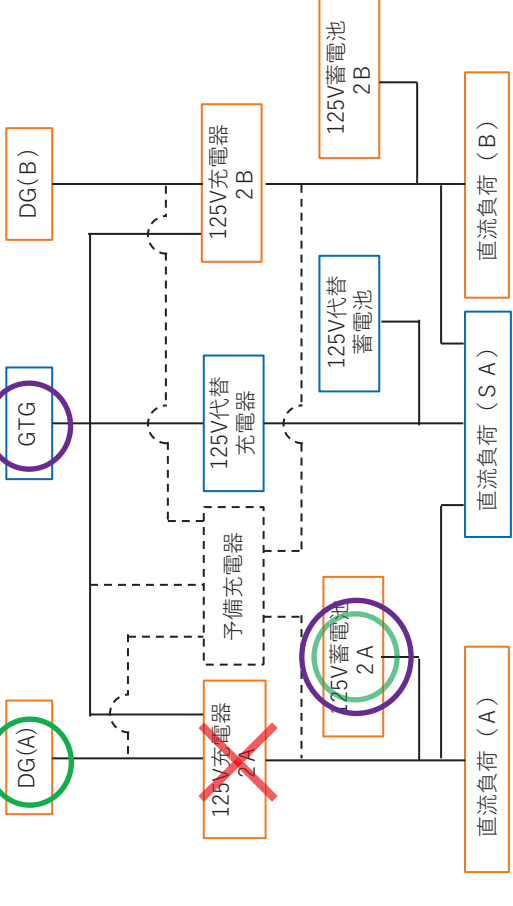 DG(A)
GTG
DG(B)
125V充電器
2A
予備充電器
125V代替
充電器
125V充電器
2B
125V蓄電池
2A
125V代替
蓄電池
125V蓄電池
2B
直流負荷(A)
直流負荷(SA)
直流負荷(B)